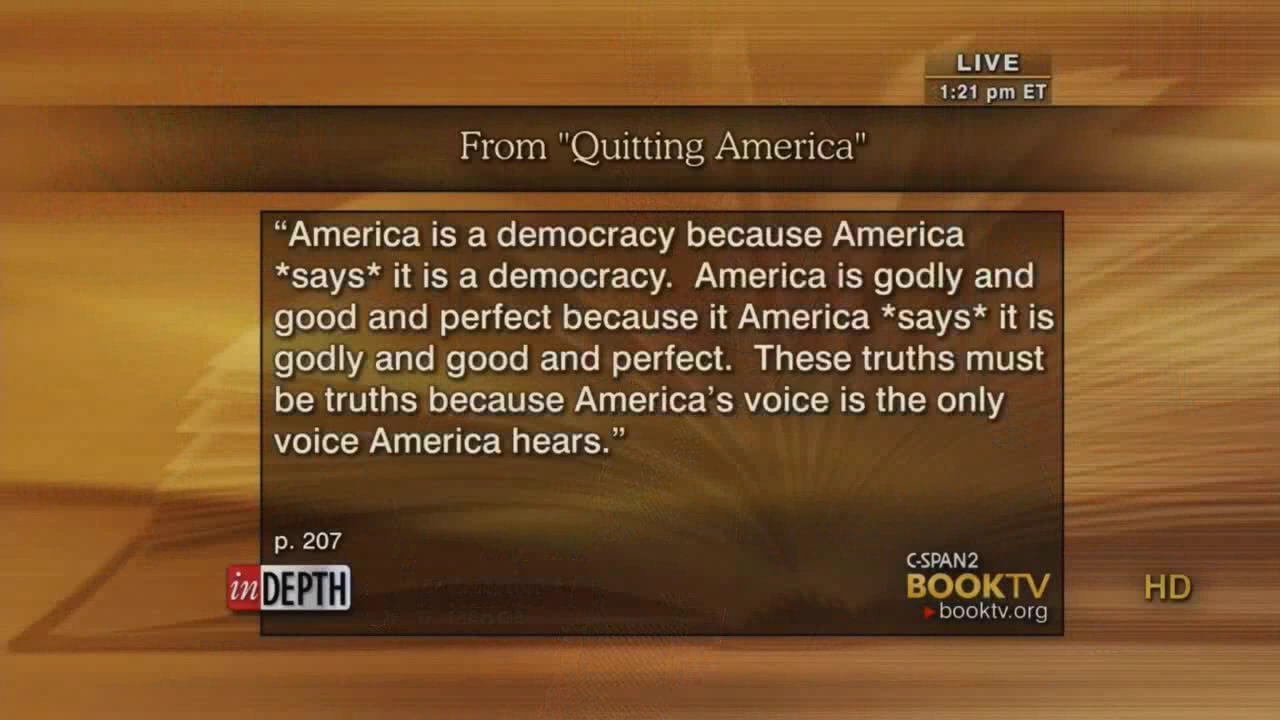 LIVE
1:21 pm ET
From "Quitting America"
“America is a democracy because America
*says* it is a democracy.  America is godly and
good and perfect because it America *says* it is
godly and good and perfect.  These truths must
be truths because America’s voice is the only
voice America hears.”
p. 207
in DEPTH
C-SPAN2
BOOKTV
booktv.org
HD